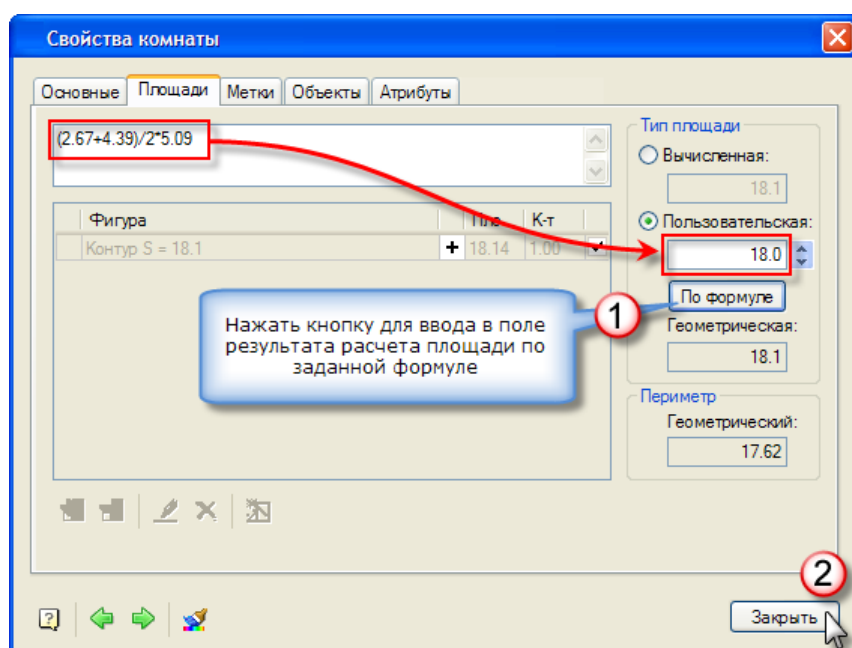 Свойства комнаты
Основные Площади Метки Объекты Атрибуты
(2.67+4.39)/2*5.09
Тип площади
Вычисленная:
18.1
Пользовательская:
18.0
По формуле
Геометрическая:
18.1
Фигура К-т
Контур S = 18.1 + 18.14 1.00
1
Нажать кнопку для ввода в поле
результата расчета площади по
заданной формуле
Периметр
Геометрический:
17.62
2
Закрыть